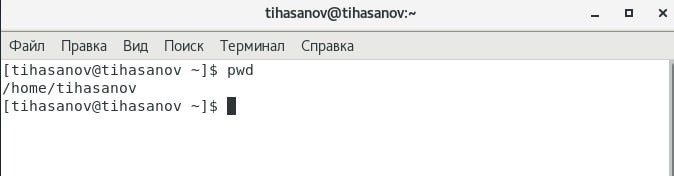 tihasanov@tihasanov:~
Файл Правка Вид Поиск Терминал Справка
[tihasanov@tihasanov ~]$ pwd
/home/tihasanov
[tihasanov@tihasanov ~]$